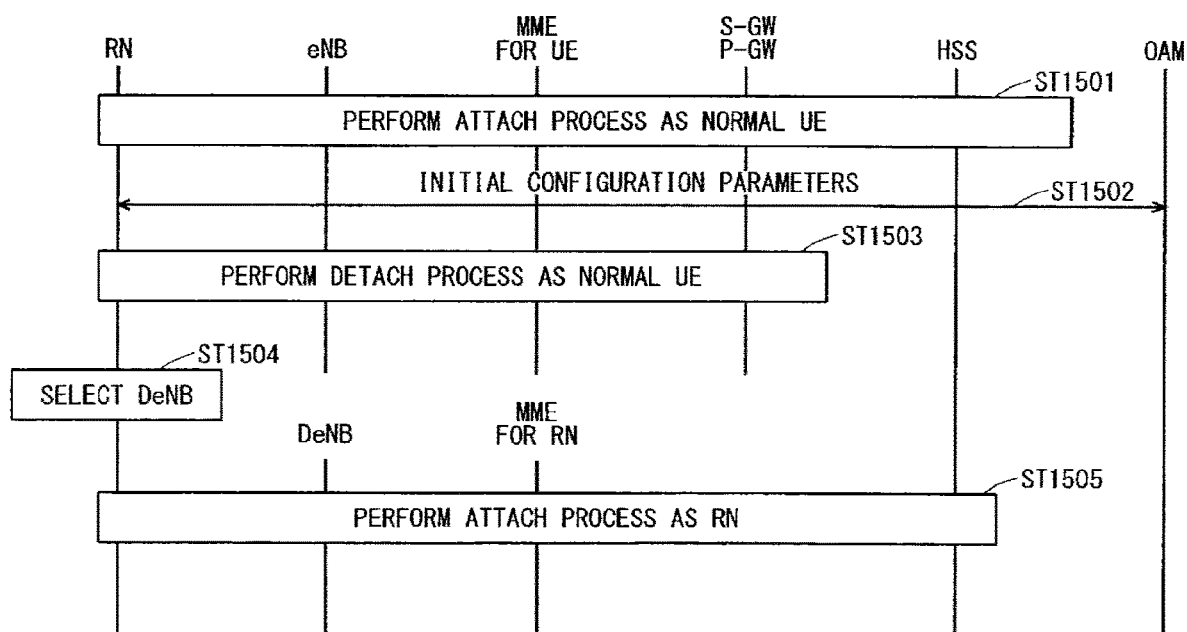 RN
eNB
MME
FOR UE
S-GW
P-GW
HSS
OAM
ST1501
PERFORM ATTACH PROCESS AS NORMAL UE
INITIAL CONFIGURATION PARAMETERS
ST1502
ST1503
PERFORM DETACH PROCESS AS NORMAL UE
ST1504
SELECT DeNB
DeNB
MME
FOR RN
ST1505
PERFORM ATTACH PROCESS AS RN